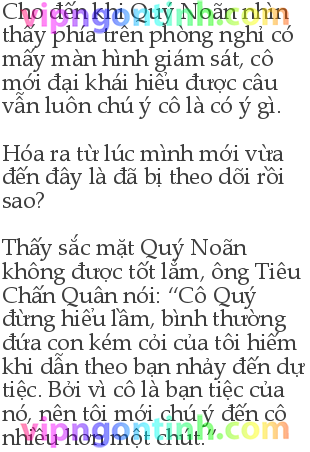 Cho đến khi Quý Noãn nhìn
thấy phía trên phòng nghỉ có
mấy màn hình giám sát, cô
mới đại khái hiểu được câu
vẫn luôn chú ý cô là có ý gì.
Hóa ra từ lúc mình mới vừa
đến đây là đã bị theo dõi rồi
sao?
Thấy sắc mặt Quý Noãn
không được tốt lắm, ông Tiêu
Chấn Quân nói: “Cô Quý
đừng hiểu lầm, bình thường
đứa con kém cỏi của tôi hiếm
khi dẫn theo bạn nhảy đến dự
tiệc. Bởi vì cô là bạn tiệc của
nó, nên tôi mới chú ý đến cô
nhiều hơn một chút.”
vipngontinh.com
vipngontinh.com